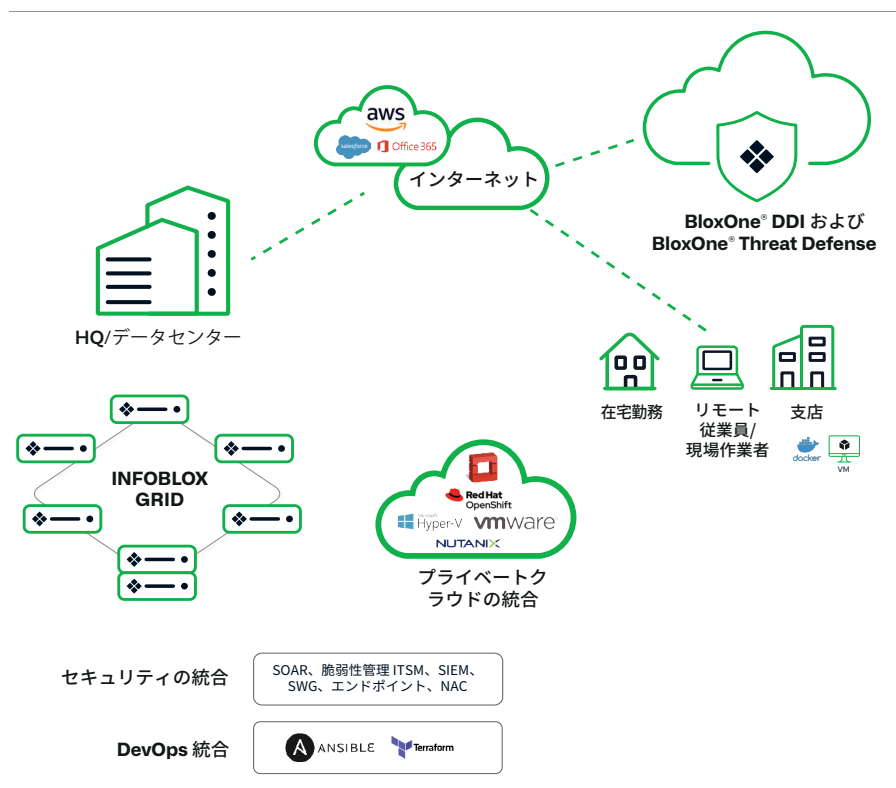 aws
salesforce
Office 365
インターネット
BloxOne® DDI および
BloxOne® Threat Defense
HQ/データセンター
在宅勤務
リモート
従業員/
現場作業者
支店
docker
VM
INFOBLOX
GRID
Red Hat
OpenShift
Microsoft
Hyper-V
vmware
NUTANIX
プライベートク
ラウドの統合
セキュリティの統合
SOAR、脆弱性管理 ITSM、SIEM、
SWG、エンドポイント、NAC
DevOps 統合
A ANSIBLE
Terraform